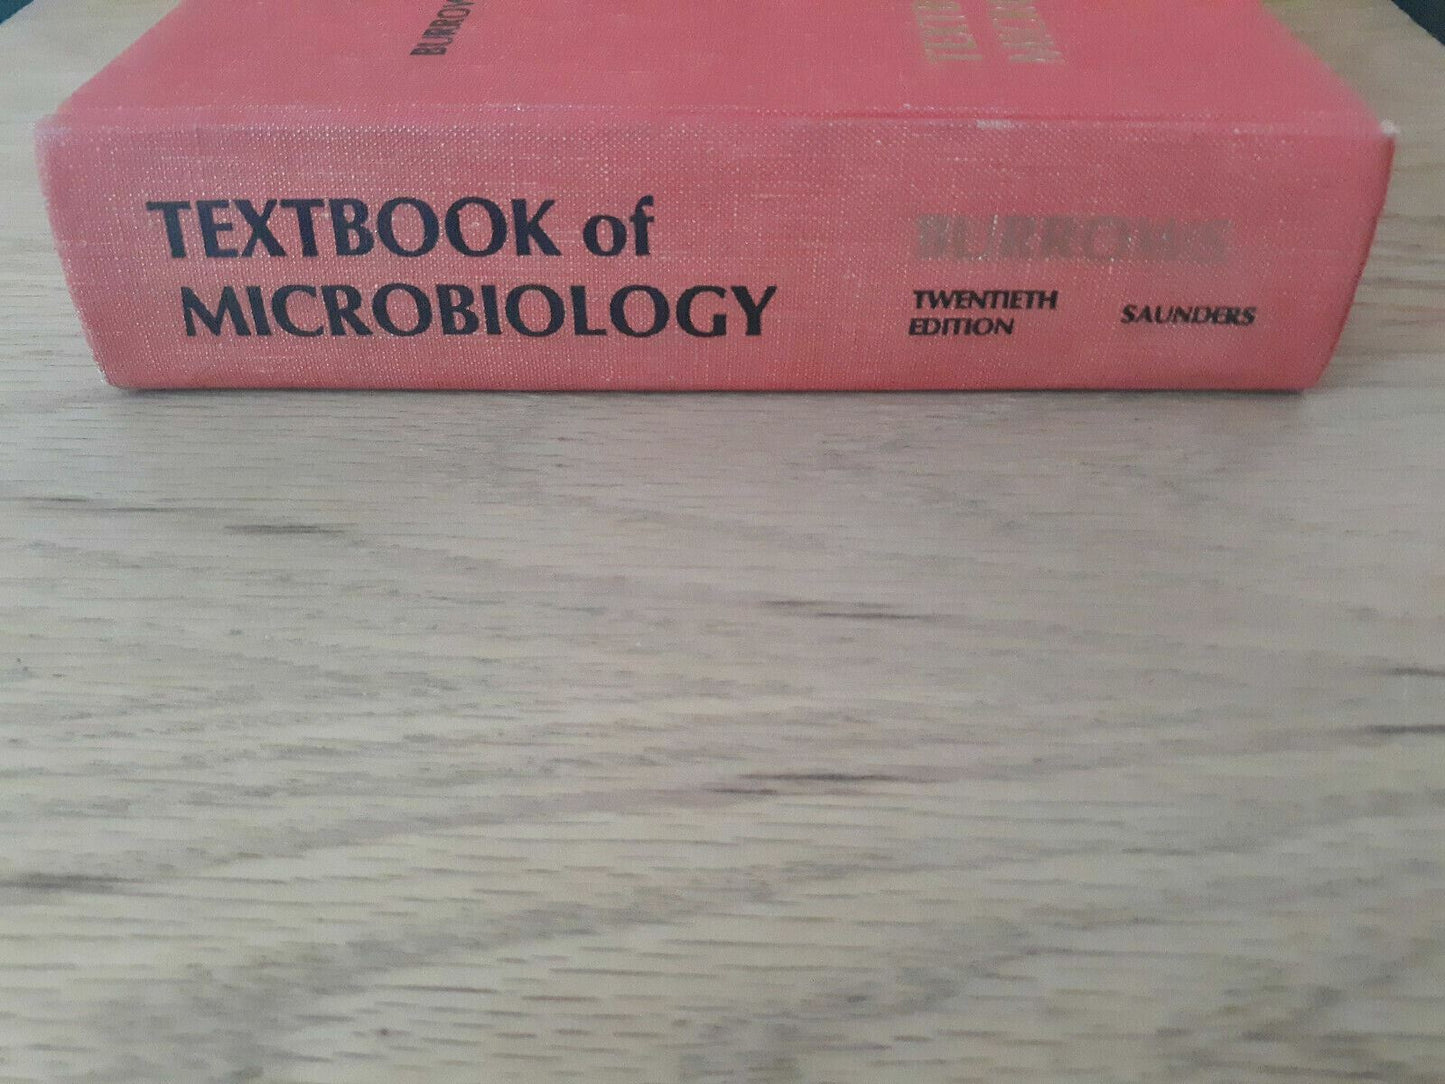 TEXTBOOK of
MICROBIOLOGY
BURROWS
TWENTIETH
EDITION
SAUNDERS